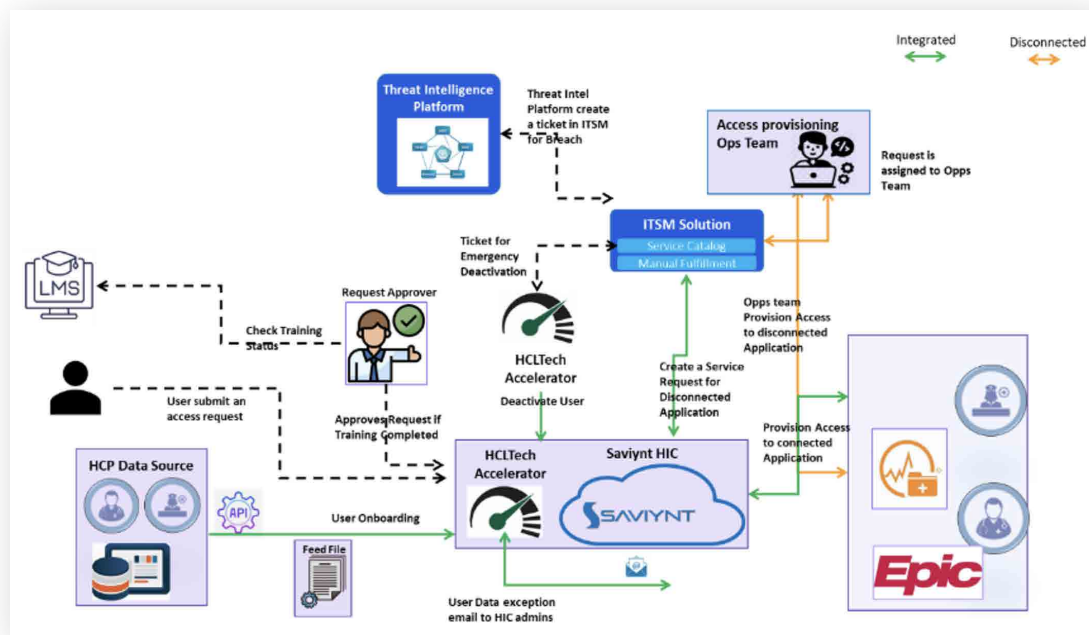 Integrated
Disconnected
Threat Intelligence
Platform
Threat Intel
Platform create
a ticket in ITSM
for Breach
Access provisioning
Ops Team
Request is
assigned to Opps
Team
ITSM Solution
Service Catalog
Manual Fulfillment
Ticket for
Emergency
Deactivation
LMS
Request Approver
Check Training
Status
HCLTech
Accelerator
Deactivate User
Opps team
Provision Access
to disconnected
Application
Create a Service
Request for
Disconnected
Application
User submit an
access request
Approves Request if
Training Completed
Provision Access
to connected
Application
HCP Data Source
API
User Onboarding
Feed File
HCLTech
Accelerator
Saviynt HIC
SAVIYNT
User Data exception
email to HIC admins
Epic